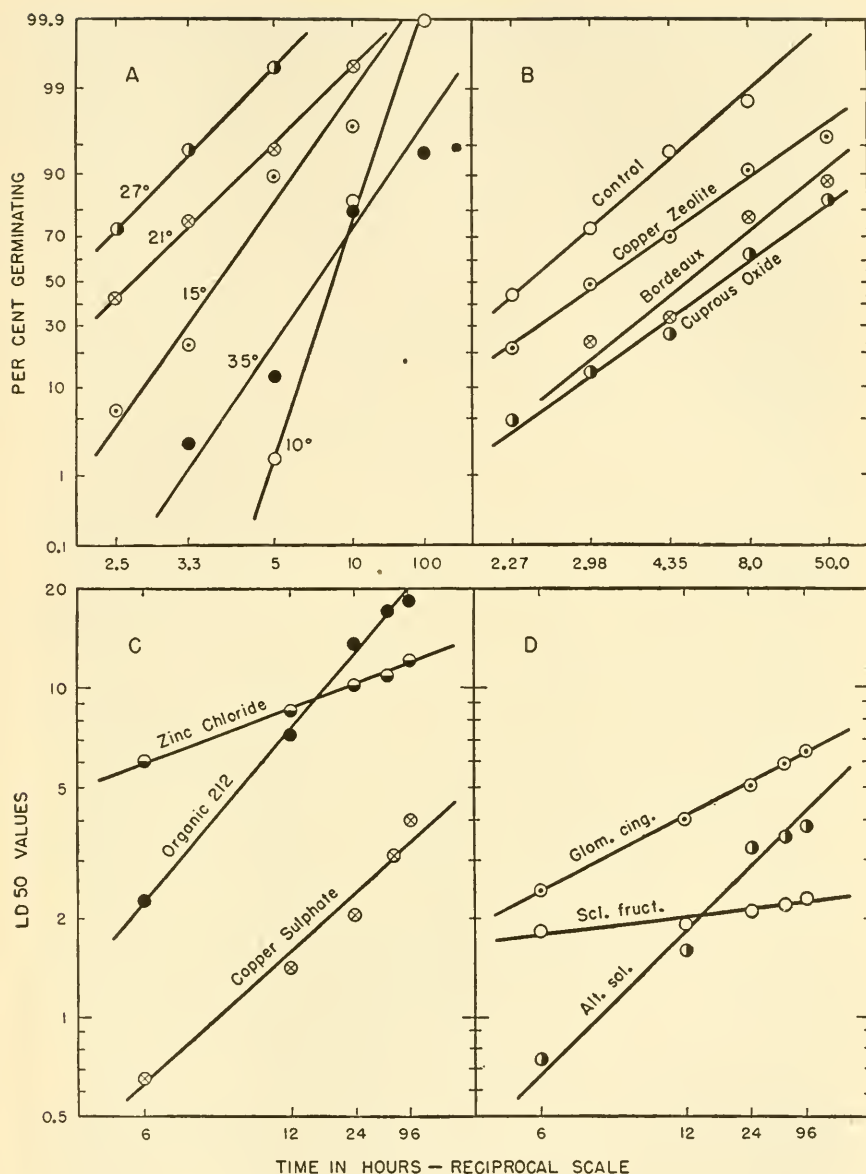 99.9
99
90
70
50
30
10
1
0.1
PER CENT GERMINATING
A
27°
21°
15°
35°
10°
2.5 3.3 5 10 100
B
Control
Copper Zeolite
Bordeaux
Cuprous Oxide
2.27 2.98 4.35 8.0 50.0
20
10
5
2
1
0.5
LD 50 VALUES
C
Zinc Chloride
Organic 212
Copper Sulphate
6 12 24 96
D
Glom. cing.
Scl. fruct.
Alt. sol.
6 12 24 96
TIME IN HOURS — RECIPROCAL SCALE